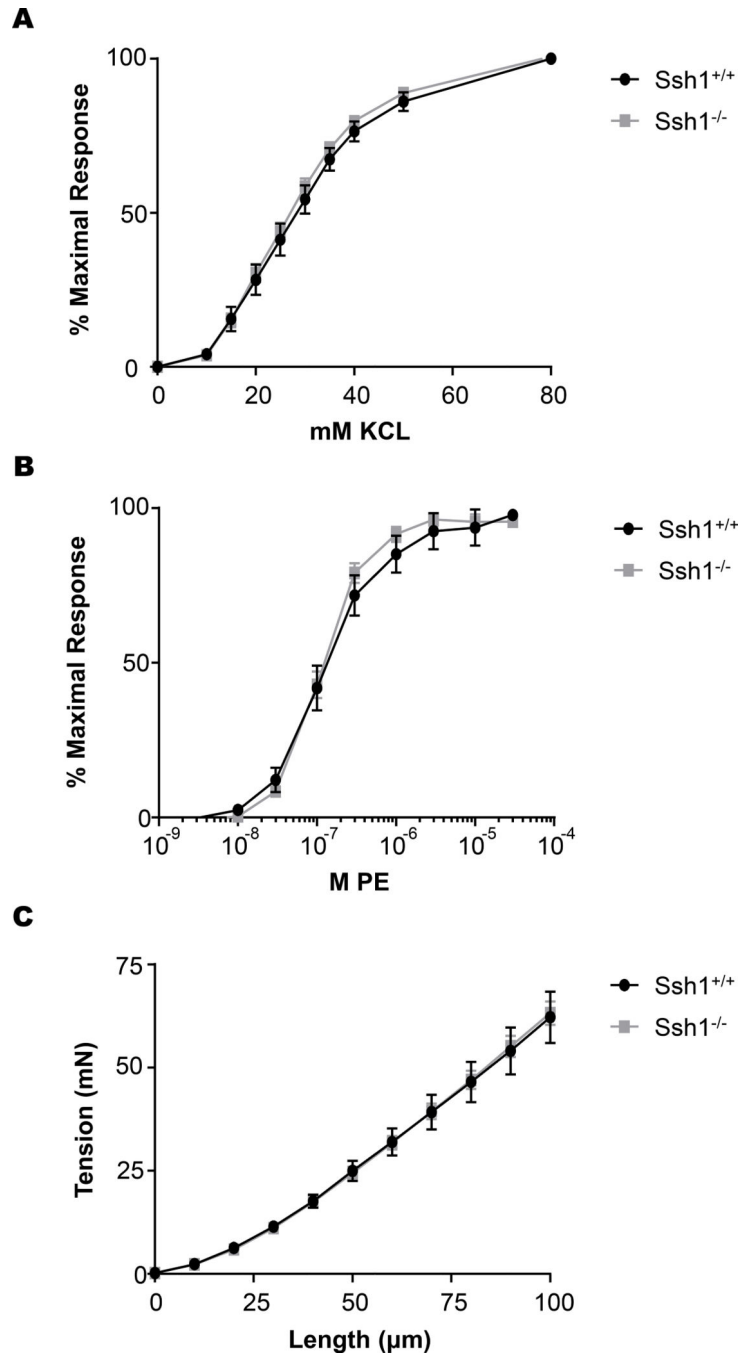 A
100
50
0
% Maximal Response
0 20 40 60 80
mM KCL
Ssh1+/+
Ssh1-/-
B
100
50
0
% Maximal Response
10-9 10-8 10-7 10-6 10-5 10-4
M PE
Ssh1+/+
Ssh1-/-
C
75
50
25
0
Tension (mN)
0 25 50 75 100
Length (µm)
Ssh1+/+
Ssh1-/-